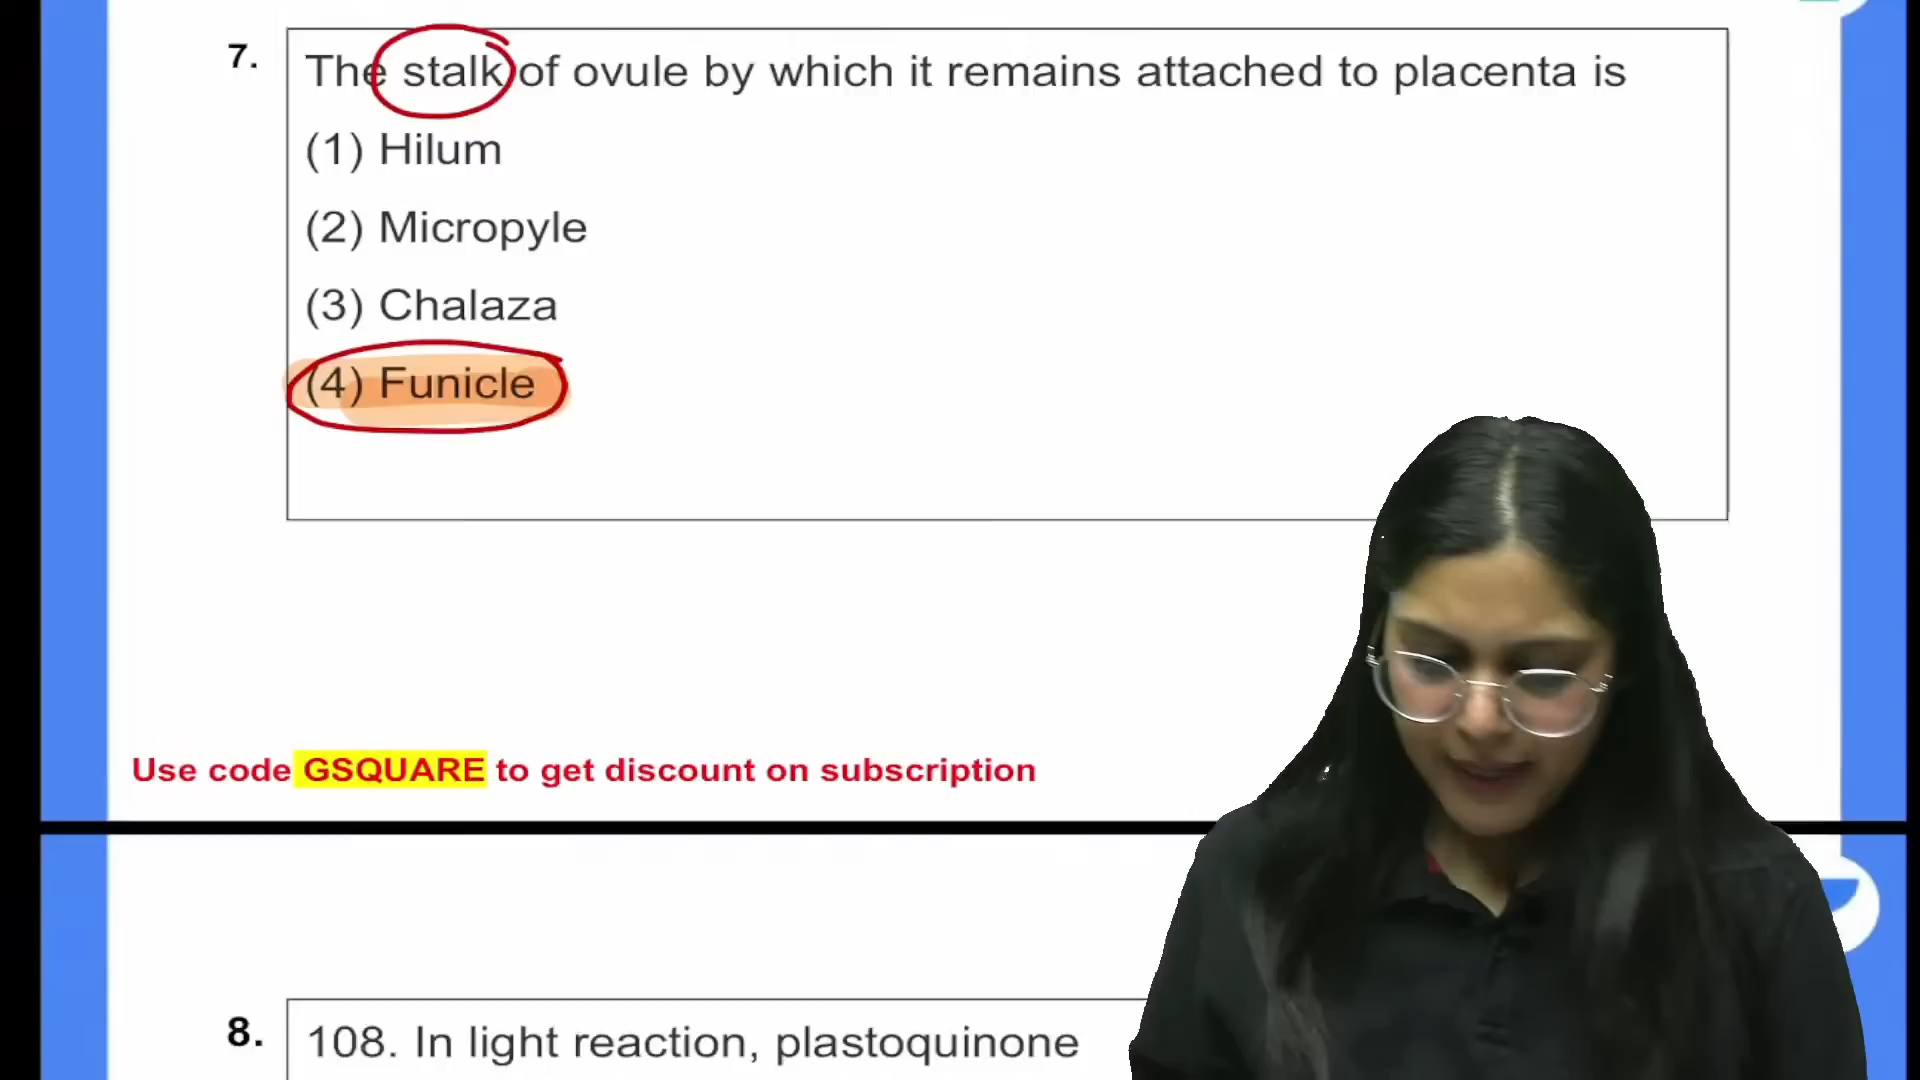 7.
The stalk of ovule by which it remains attached to placenta is
(1) Hilum
(2) Micropyle
(3) Chalaza
(4) Funicle
Use code GSQUARE to get discount on subscription
8.
108. In light reaction, plastoquinone